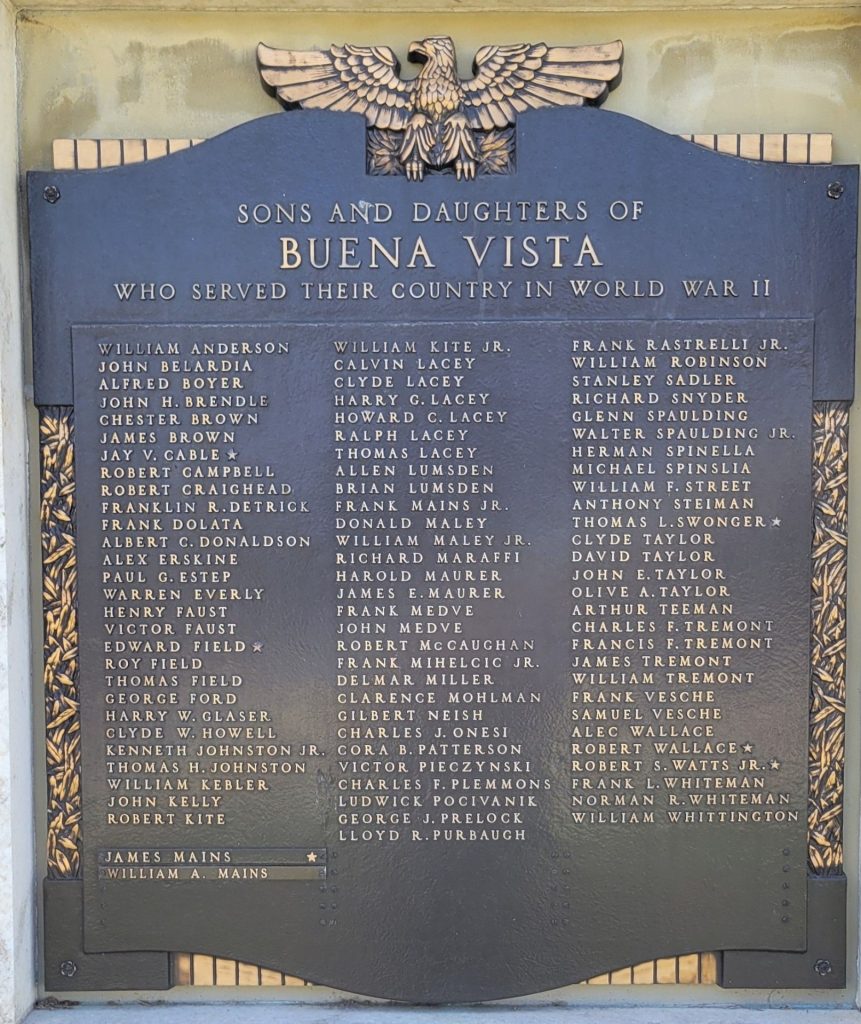 SONS AND DAUGHTERS OF
BUENA VISTA
WHO SERVED THEIR COUNTRY IN WORLD WAR II
WILLIAM ANDERSON
JOHN BELARDIA
ALFRED BOYER
JOHN H. BRENDLE
CHESTER BROWN
JAMES BROWN
JAY V. CABLE ★
ROBERT CAMPBELL
ROBERT CRAIGHEAD
FRANKLIN R. DETRICK
FRANK DOLATA
ALBERT C. DONALDSON
ALEX ERSKINE
PAUL G. ESTEP
WARREN EVERLY
HENRY FAUST
VICTOR FAUST
EDWARD FIELD ★
ROY FIELD
THOMAS FIELD
GEORGE FORD
HARRY W. GLASER
CLYDE W. HOWELL
KENNETH JOHNSTON JR.
THOMAS H. JOHNSTON
WILLIAM KEBLER
JOHN KELLY
ROBERT KITE
JAMES MAINS ★
WILLIAM A. MAINS
WILLIAM KITE JR.
CALVIN LACEY
CLYDE LACEY
HARRY G. LACEY
HOWARD C. LACEY
RALPH LACEY
THOMAS LACEY
ALLEN LUMSDEN
BRIAN LUMSDEN
FRANK MAINS JR.
DONALD MALEY
WILLIAM MALEY JR.
RICHARD MARAFFI
HAROLD MAURER
JAMES E. MAURER
FRANK MEDVE
JOHN MEDVE
ROBERT McGAUGHAN
FRANK MIHELCIC JR.
DELMAR MILLER
CLARENCE MOHLMAN
GILBERT NEISH
CHARLES J. ONESI
CORA B. PATTERSON
VICTOR PIECZYNSKI
CHARLES F. PLEMMONS
LUDWICK POCIVANIK
GEORGE J. PRELOCK
LLOYD R. PURBAUGH
FRANK RASTRELLI JR.
WILLIAM ROBINSON
STANLEY SADLER
RICHARD SNYDER
GLENN SPAULDING
WALTER SPAULDING JR.
HERMAN SPINELLA
MICHAEL SPINSLIA
WILLIAM F. STREET
ANTHONY STEIMAN
THOMAS L. SWONGER ★
CLYDE TAYLOR
DAVID TAYLOR
JOHN E. TAYLOR
OLIVE A. TAYLOR
ARTHUR TEEMAN
CHARLES F. TREMONT
FRANCIS F. TREMONT
JAMES TREMONT
WILLIAM TREMONT
FRANK VESCHE
SAMUEL VESCHE
ALEC WALLACE
ROBERT WALLACE ★
ROBERT S. WATTS JR. ★
FRANK L. WHITEMAN
NORMAN R. WHITEMAN
WILLIAM WHITTINGTON